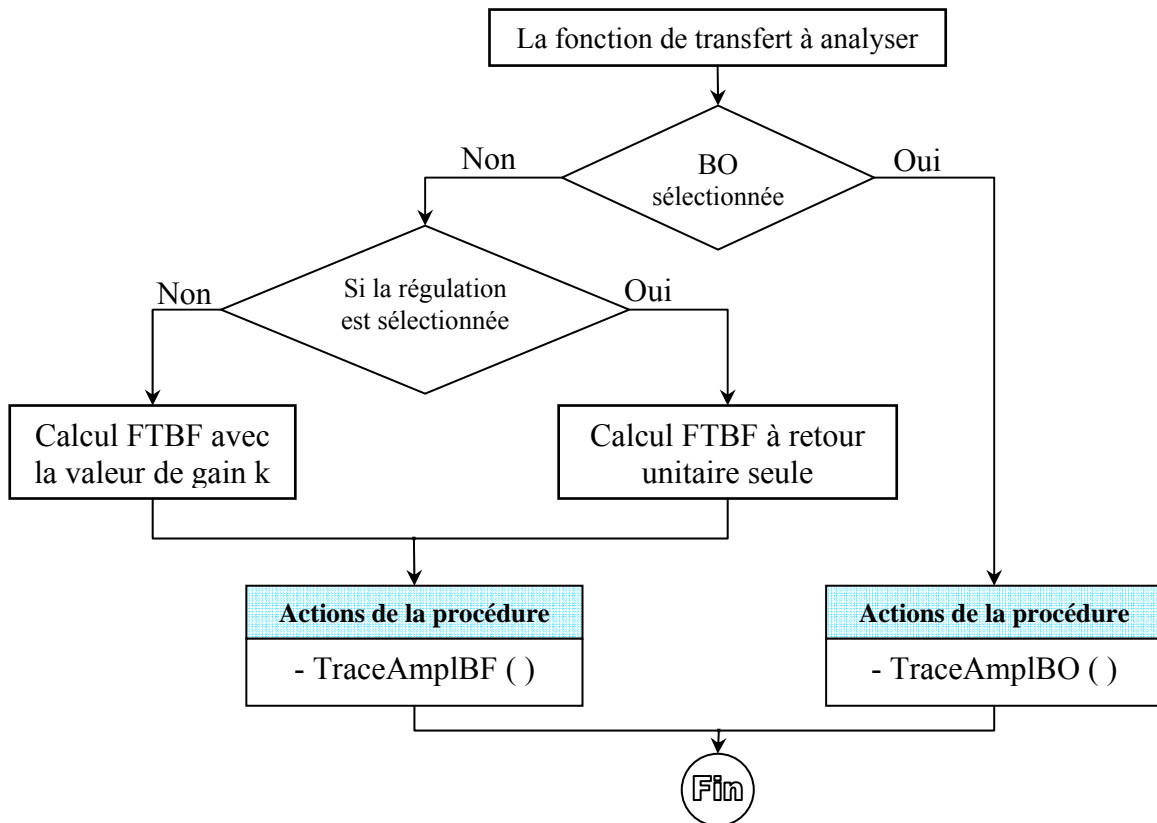 La fonction de transfert à analyser
Non
BO
sélectionnée
Oui
Non
Si la régulation
est sélectionnée
Oui
Calcul FTBF avec
la valeur de gain k
Calcul FTBF à retour
unitaire seule
Actions de la procédure
- TraceAmplBF ( )
Actions de la procédure
- TraceAmplBO ( )
Fin